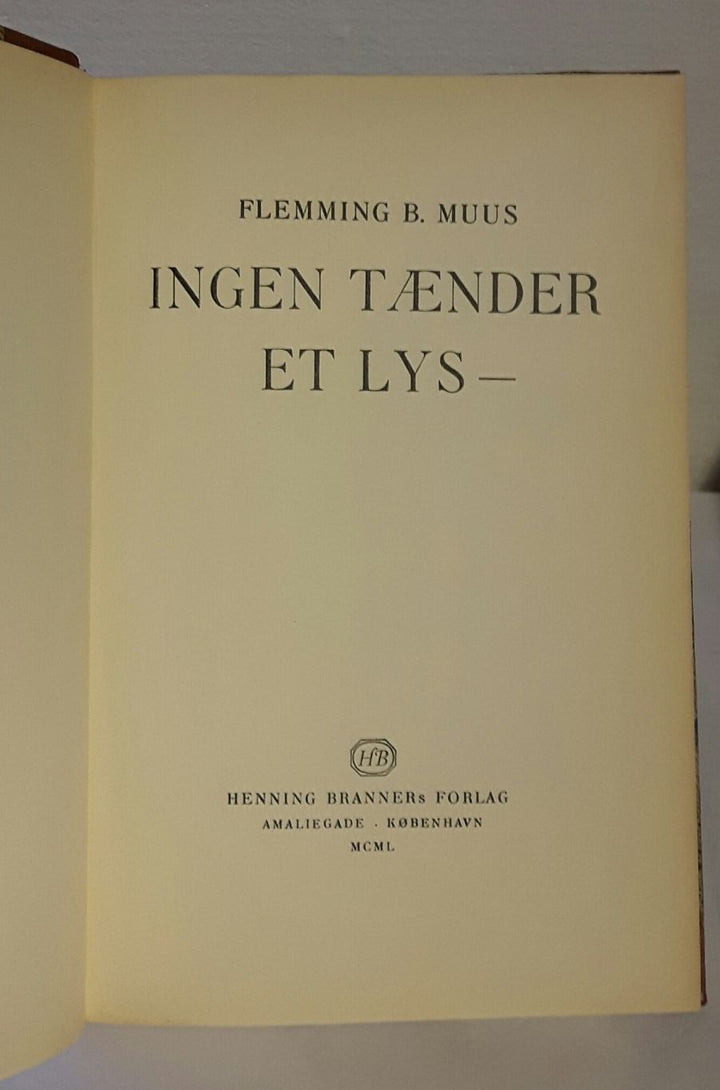 FLEMMING B. MUUS
INGEN TÆNDER
ET LYS —
HB
HENNING BRANNERs FORLAG
AMALIEGADE . KØBENHAVN
MCML